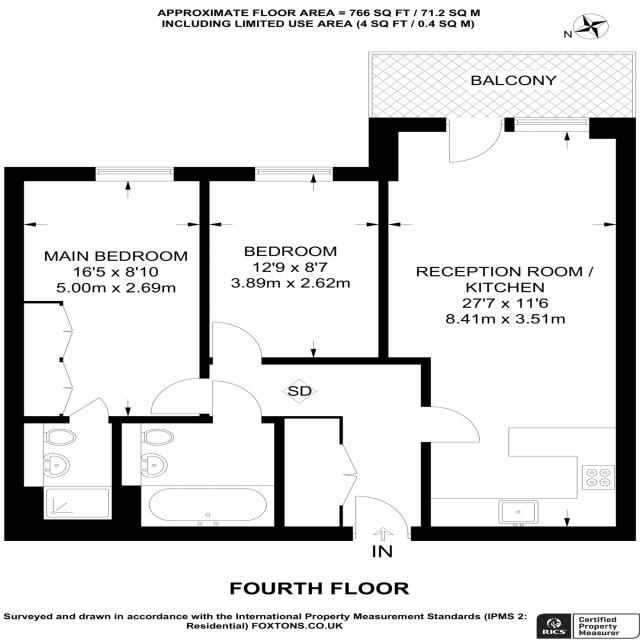 APPROXIMATE FLOOR AREA = 766 SQ FT / 71.2 SQ M
INCLUDING LIMITED USE AREA (4 SQ FT / 0.4 SQ M)
N
BALCONY
MAIN BEDROOM
16'5 x 8'10
5.00m x 2.69m
BEDROOM
12'9 x 8'7
3.89m x 2.62m
RECEPTION ROOM /
KITCHEN
27'7 x 11'6
8.41m x 3.51m
SD
IN
FOURTH FLOOR
Surveyed and drawn in accordance with the International Property Measurement Standards (IPMS 2:
Residential) FOXTONS.CO.UK
RICS
Certified
Property
Measurer